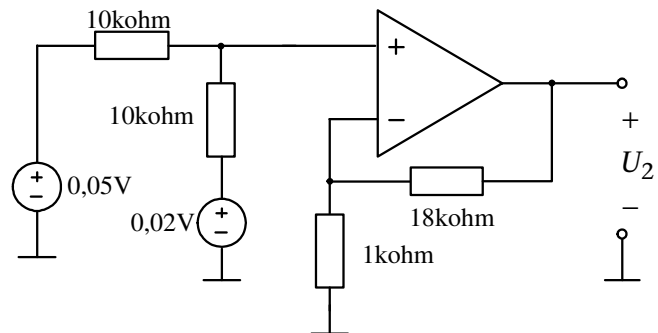 10kohm
+
10kohm
−
+
−
0,05V
+
−
0,02V
18kohm
1kohm
+
U₂
−